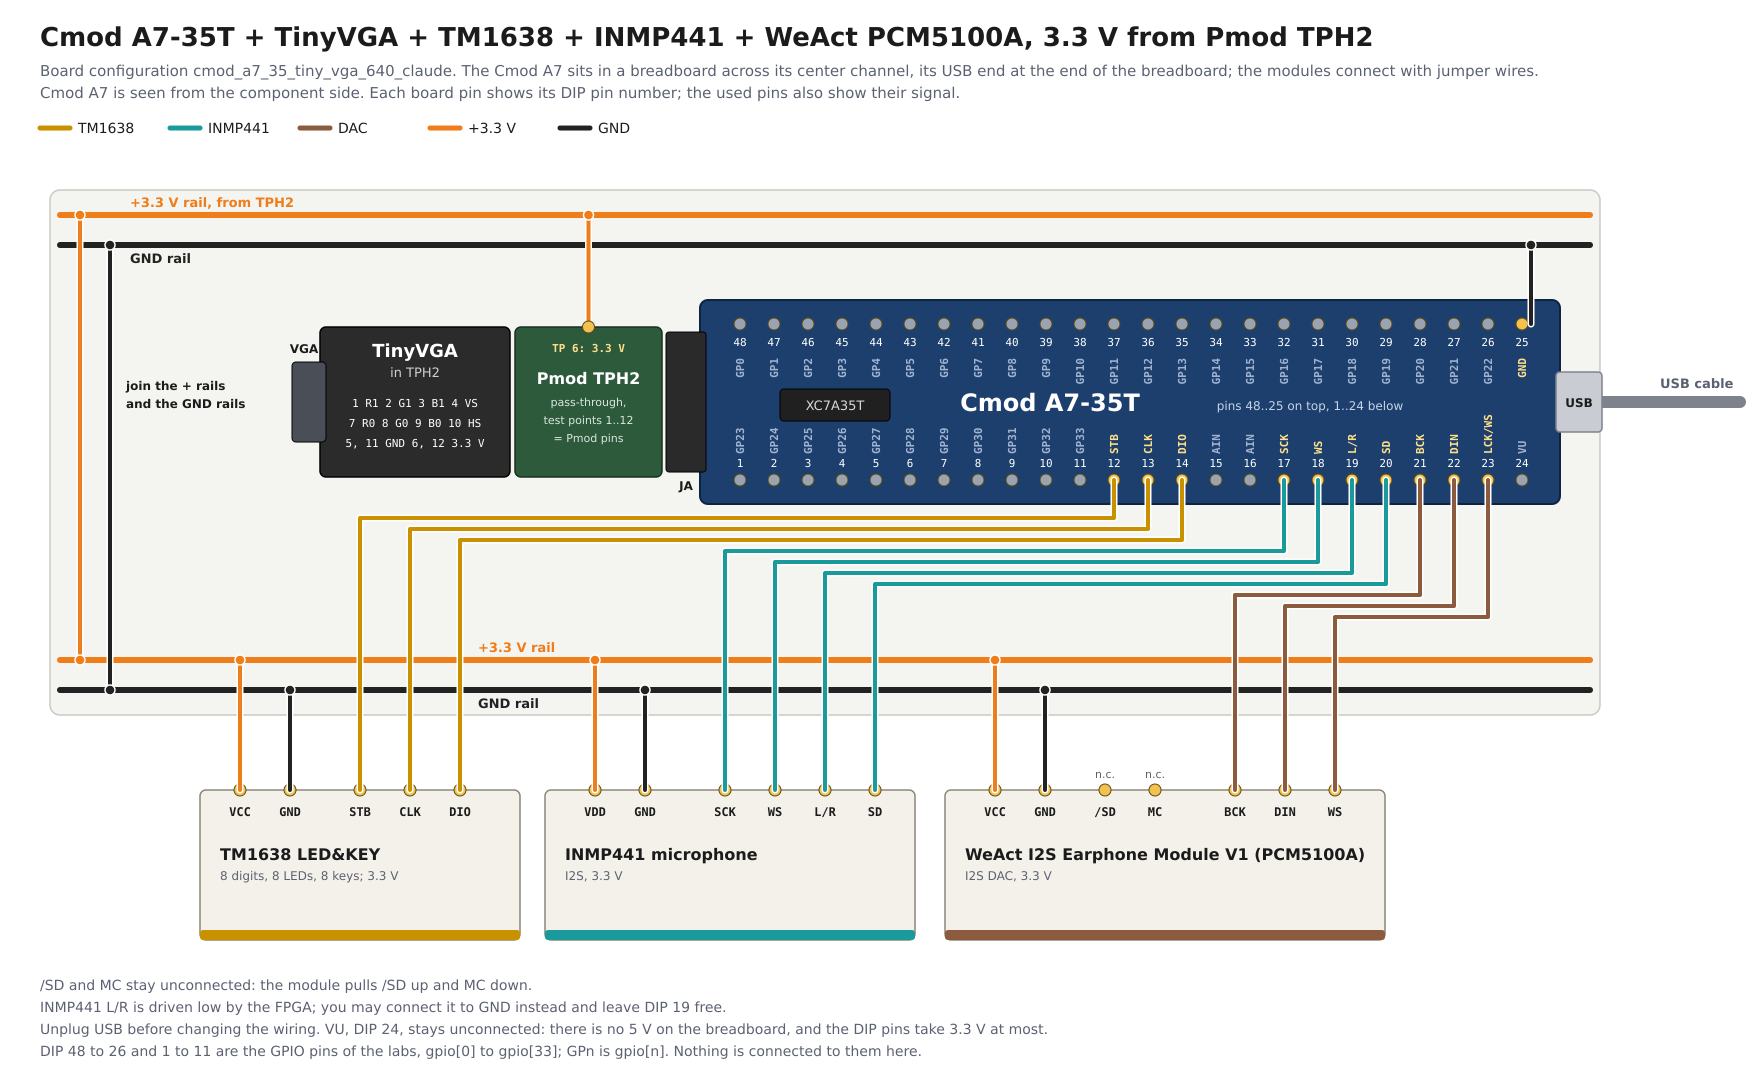 Cmod A7-35T + TinyVGA + TM1638 + INMP441 + WeAct PCM5100A, 3.3 V from Pmod TPH2
Board configuration cmod_a7_35_tiny_vga_640_claude. The Cmod A7 sits in a breadboard across its center channel, its USB end at the end of the breadboard; the modules connect with jumper wires.
Cmod A7 is seen from the component side. Each board pin shows its DIP pin number; the used pins also show their signal.
TM1638 INMP441 DAC +3.3 V GND
+3.3 V rail, from TPH2
GND rail
48 47 46 45 44 43 42 41 40 39 38 37 36 35 34 33 32 31 30 29 28 27 26 25
GP0 GP1 GP2 GP3 GP4 GP5 GP6 GP7 GP8 GP9 GP10 GP11 GP12 GP13 GP14 GP15 GP16 GP17 GP18 GP19 GP20 GP21 GP22 GND
VGA
TinyVGA
in TPH2
1 R1 2 G1 3 B1 4 VS
7 R0 8 G0 9 B0 10 HS
5, 11 GND 6, 12 3.3 V
TP 6: 3.3 V
Pmod TPH2
pass-through,
test points 1..12
= Pmod pins
JA
join the + rails
and the GND rails
XC7A35T
Cmod A7-35T
pins 48..25 on top, 1..24 below
USB
USB cable
GP23 GP24 GP25 GP26 GP27 GP28 GP29 GP30 GP31 GP32 GP33 STB CLK DIO AIN AIN SCK WS L/R SD BCK DIN LCK/WS VU
1 2 3 4 5 6 7 8 9 10 11 12 13 14 15 16 17 18 19 20 21 22 23 24
+3.3 V rail
GND rail
n.c. n.c.
VCC GND STB CLK DIO
TM1638 LED&KEY
8 digits, 8 LEDs, 8 keys; 3.3 V
VDD GND SCK WS L/R SD
INMP441 microphone
I2S, 3.3 V
VCC GND /SD MC BCK DIN WS
WeAct I2S Earphone Module V1 (PCM5100A)
I2S DAC, 3.3 V
/SD and MC stay unconnected: the module pulls /SD up and MC down.
INMP441 L/R is driven low by the FPGA; you may connect it to GND instead and leave DIP 19 free.
Unplug USB before changing the wiring. VU, DIP 24, stays unconnected: there is no 5 V on the breadboard, and the DIP pins take 3.3 V at most.
DIP 48 to 26 and 1 to 11 are the GPIO pins of the labs, gpio[0] to gpio[33]; GPn is gpio[n]. Nothing is connected to them here.